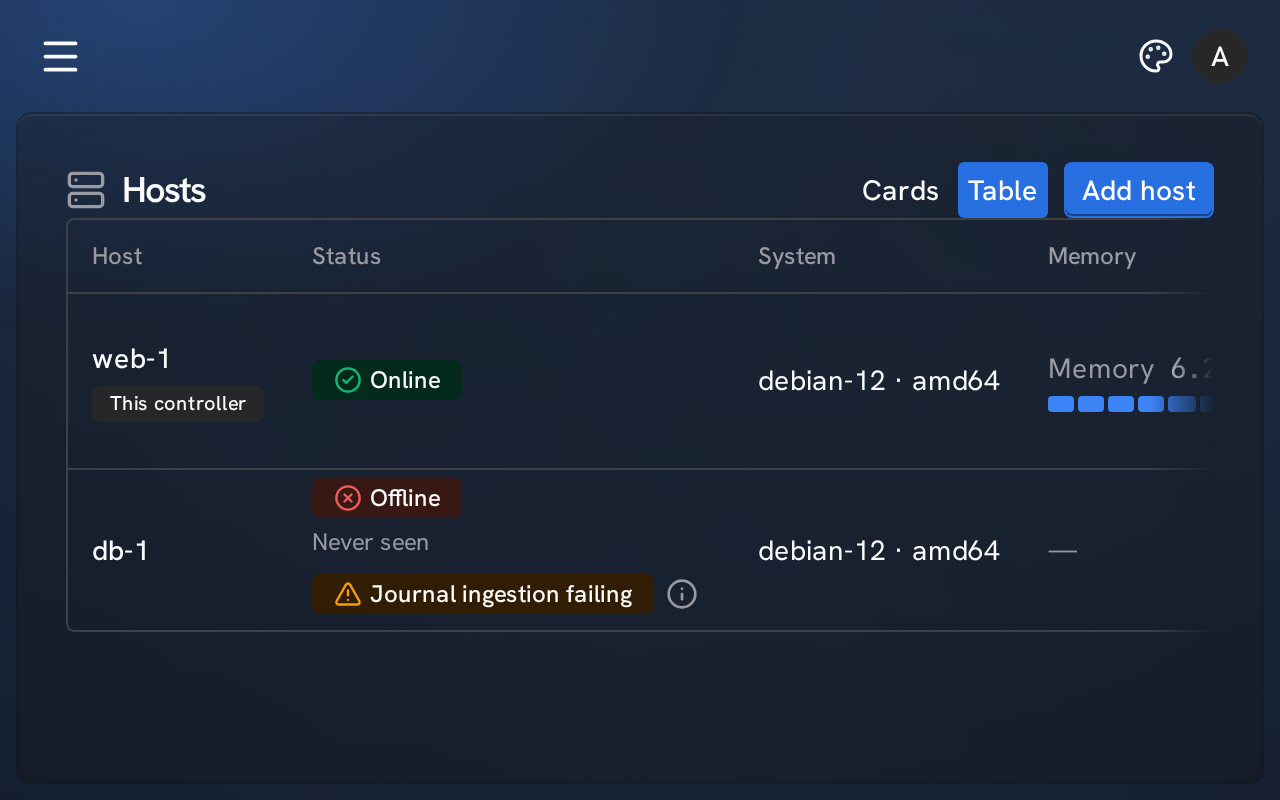 A
Hosts
Cards
Table
Add host
Host
Status
System
Memory
web-1
This controller
Online
debian-12 · amd64
Memory 6.2
db-1
Offline
Never seen
Journal ingestion failing
debian-12 · amd64
—